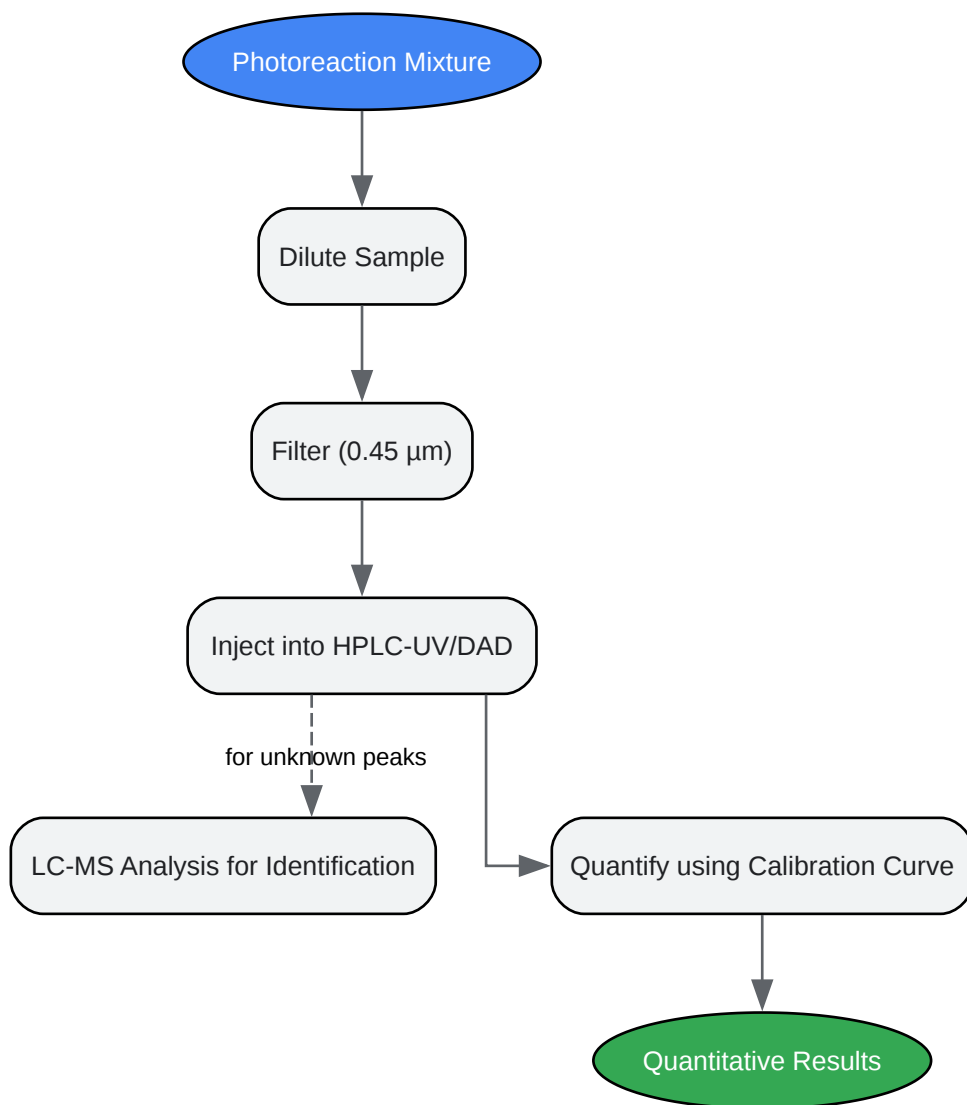 Photoreaction Mixture
Dilute Sample
Filter (0.45 µm)
Inject into HPLC-UV/DAD
for unknown peaks
LC-MS Analysis for Identification
Quantify using Calibration Curve
Quantitative Results